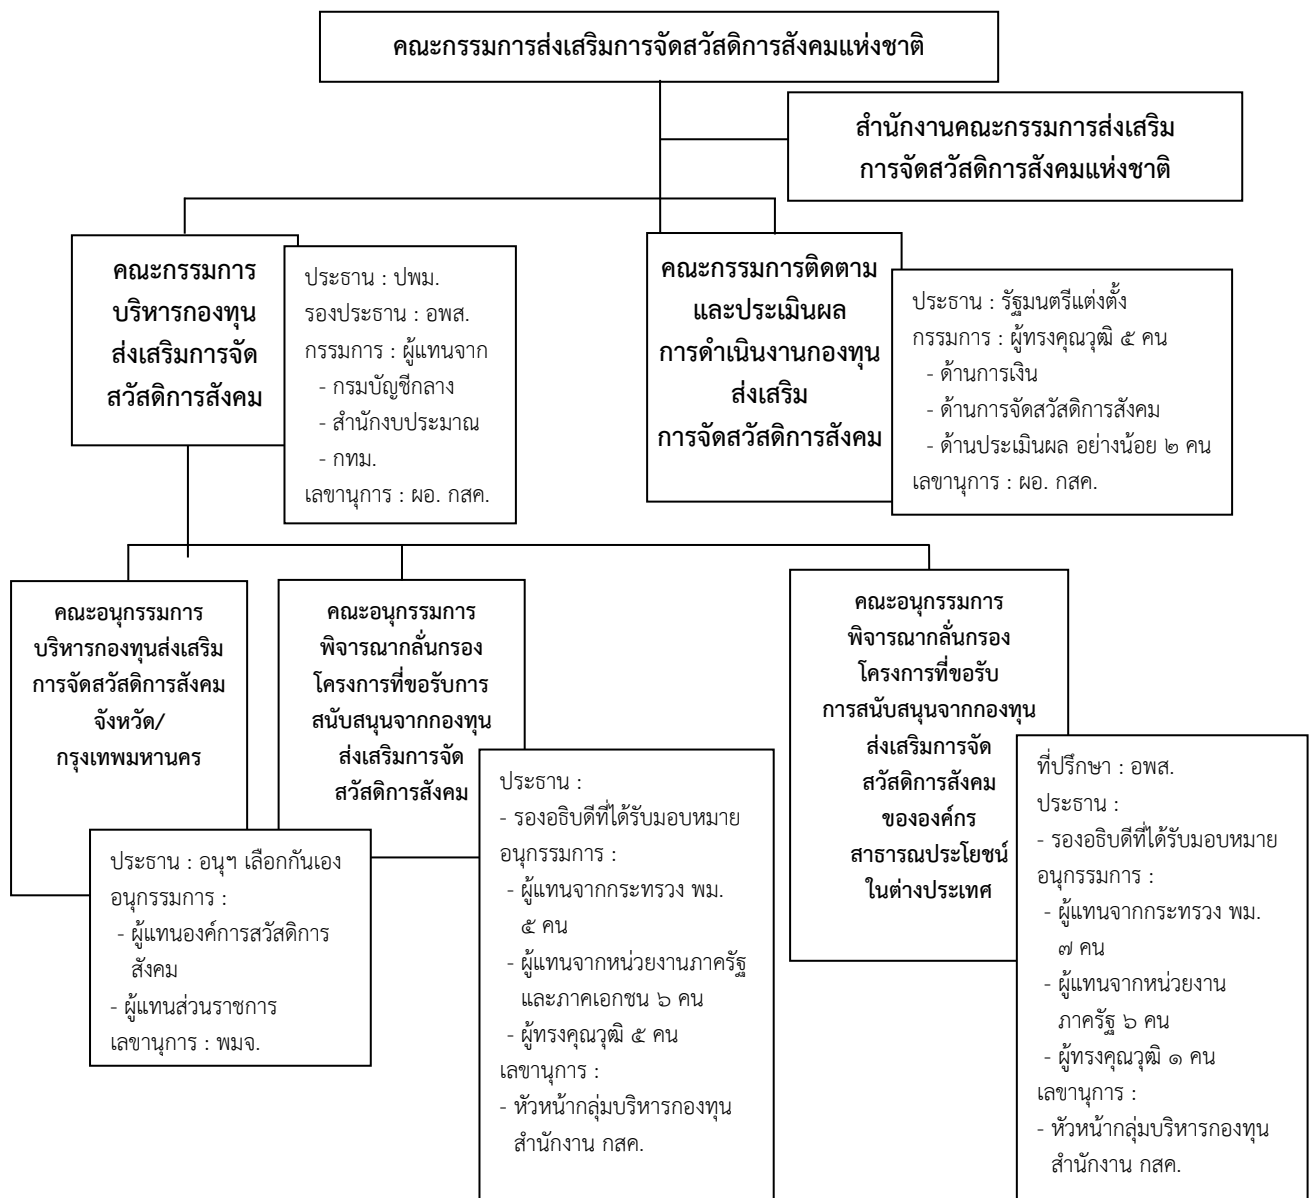 คณะกรรมการส่งเสริมการจัดสวัสดิการสังคมแห่งชาติ
สำนักงานคณะกรรมการส่งเสริม
การจัดสวัสดิการสังคมแห่งชาติ
คณะกรรมการ
บริหารกองทุน
ส่งเสริมการจัด
สวัสดิการสังคม
ประธาน : ปพม.
รองประธาน : อพส.
กรรมการ : ผู้แทนจาก
- กรมบัญชีกลาง
- สำนักงบประมาณ
- กทม.
เลขานุการ : ผอ. กสค.
คณะกรรมการติดตาม
และประเมินผล
การดำเนินงานกองทุน
ส่งเสริม
การจัดสวัสดิการสังคม
ประธาน : รัฐมนตรีแต่งตั้ง
กรรมการ : ผู้ทรงคุณวุฒิ ๕ คน
- ด้านการเงิน
- ด้านการจัดสวัสดิการสังคม
- ด้านประเมินผล อย่างน้อย ๒ คน
เลขานุการ : ผอ. กสค.
คณะอนุกรรมการ
บริหารกองทุนส่งเสริม
การจัดสวัสดิการสังคม
จังหวัด/
กรุงเทพมหานคร
ประธาน : อนุฯ เลือกกันเอง
อนุกรรมการ :
- ผู้แทนองค์การสวัสดิการ
สังคม
- ผู้แทนส่วนราชการ
เลขานุการ : พมจ.
คณะอนุกรรมการ
พิจารณากลั่นกรอง
โครงการที่ขอรับการ
สนับสนุนจากกองทุน
ส่งเสริมการจัด
สวัสดิการสังคม
ประธาน :
- รองอธิบดีที่ได้รับมอบหมาย
อนุกรรมการ :
- ผู้แทนจากกระทรวง พม.
๕ คน
- ผู้แทนจากหน่วยงานภาครัฐ
และภาคเอกชน ๖ คน
- ผู้ทรงคุณวุฒิ ๕ คน
เลขานุการ :
- หัวหน้ากลุ่มบริหารกองทุน
สำนักงาน กสค.
คณะอนุกรรมการ
พิจารณากลั่นกรอง
โครงการที่ขอรับ
การสนับสนุนจากกองทุน
ส่งเสริมการจัด
สวัสดิการสังคม
ขององค์กร
สาธารณประโยชน์
ในต่างประเทศ
ที่ปรึกษา : อพส.
ประธาน :
- รองอธิบดีที่ได้รับมอบหมาย
อนุกรรมการ :
- ผู้แทนจากกระทรวง พม.
๗ คน
- ผู้แทนจากหน่วยงาน
ภาครัฐ ๖ คน
- ผู้ทรงคุณวุฒิ ๑ คน
เลขานุการ :
- หัวหน้ากลุ่มบริหารกองทุน
สำนักงาน กสค.